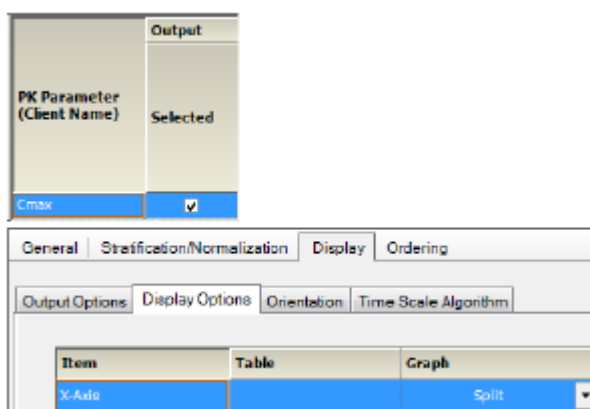 Output
PK Parameter
(Client Name)
Selected
Cmax
General Stratification/Normalization Display Ordering
Output Options Display Options Orientation Time Scale Algorithm
Item Table Graph
X-Axis Split